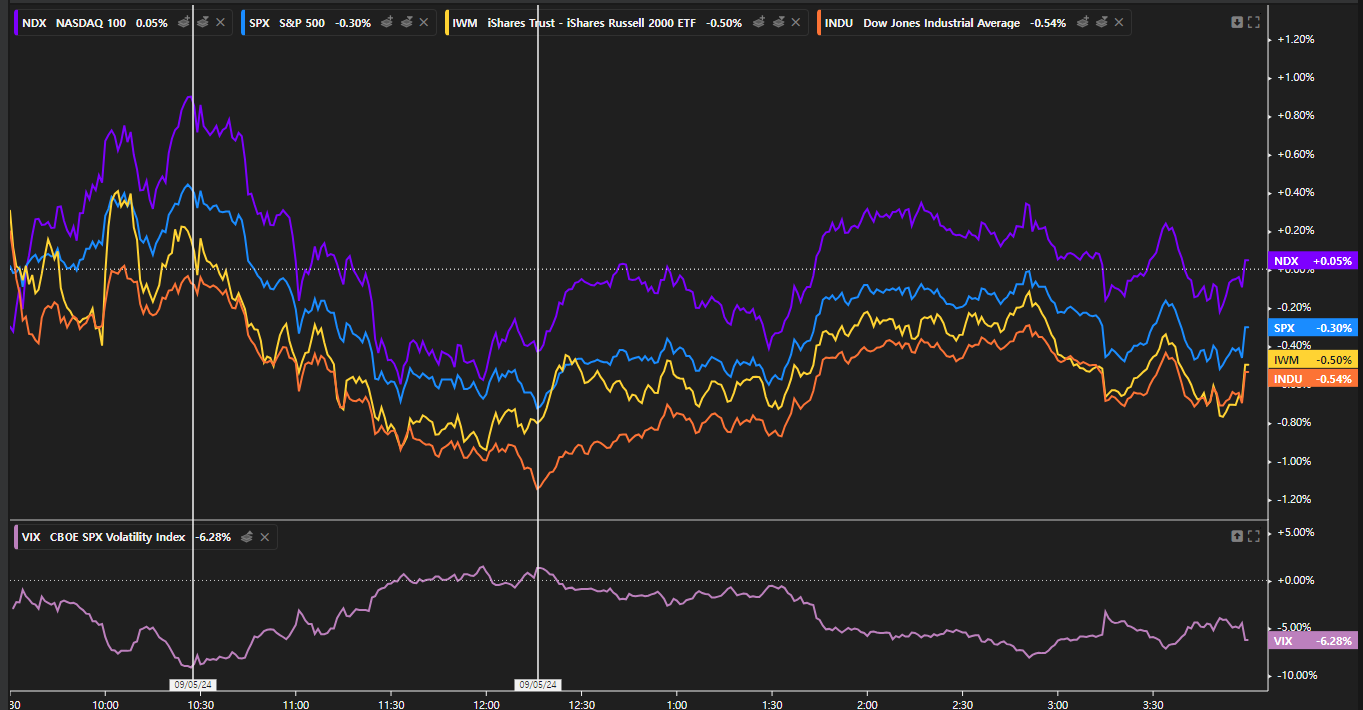 NDX NASDAQ 100 0.05% SPX S&P 500 -0.30% IWM iShares Trust - iShares Russell 2000 ETF -0.50% INDU Dow Jones Industrial Average -0.54%
+1.20%
+1.00%
+0.80%
+0.60%
+0.40%
+0.20%
NDX +0.05%
+0.00%
-0.20%
SPX -0.30%
-0.40%
IWM -0.50%
INDU -0.54%
-0.80%
-1.00%
-1.20%
VIX CBOE SPX Volatility Index -6.28%
+5.00%
+0.00%
-5.00%
VIX -6.28%
-10.00%
09/05/24 09/05/24
:30 10:00 10:30 11:00 11:30 12:00 12:30 1:00 1:30 2:00 2:30 3:00 3:30